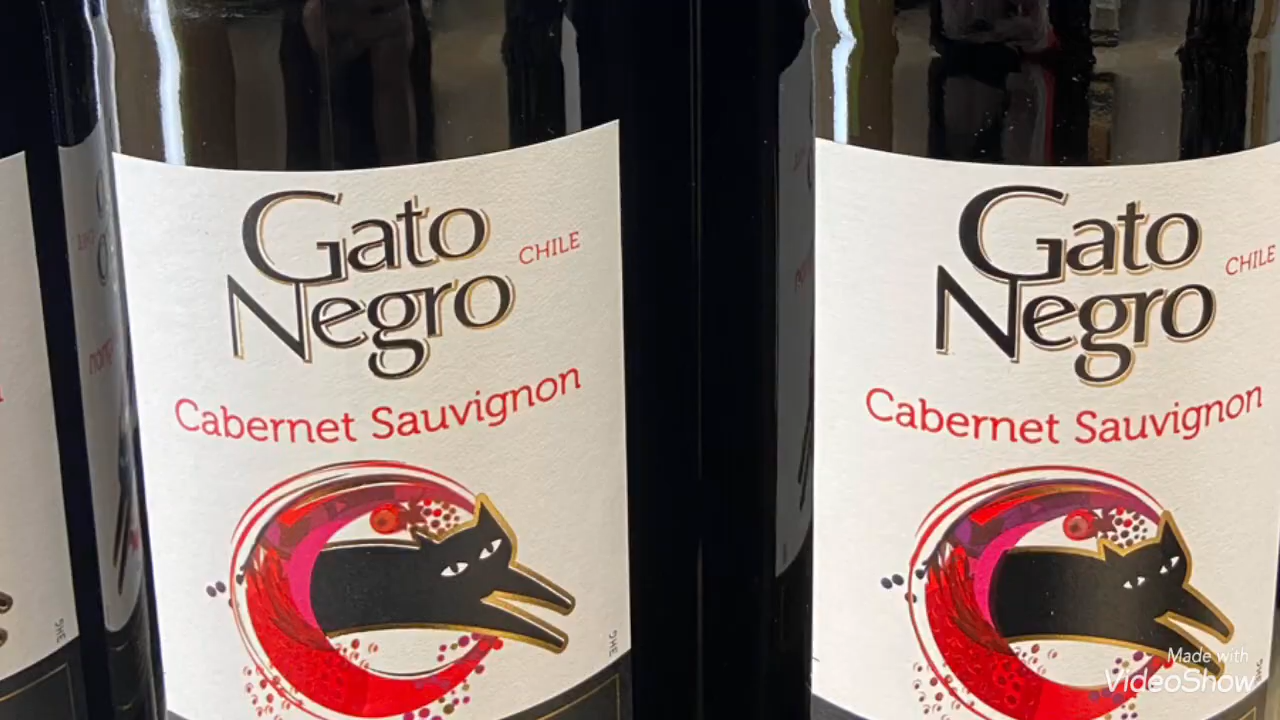 Gato
Negro
CHILE
Cabernet Sauvignon
Gato
Negro
CHILE
Cabernet Sauvignon
Made with
VideoShow